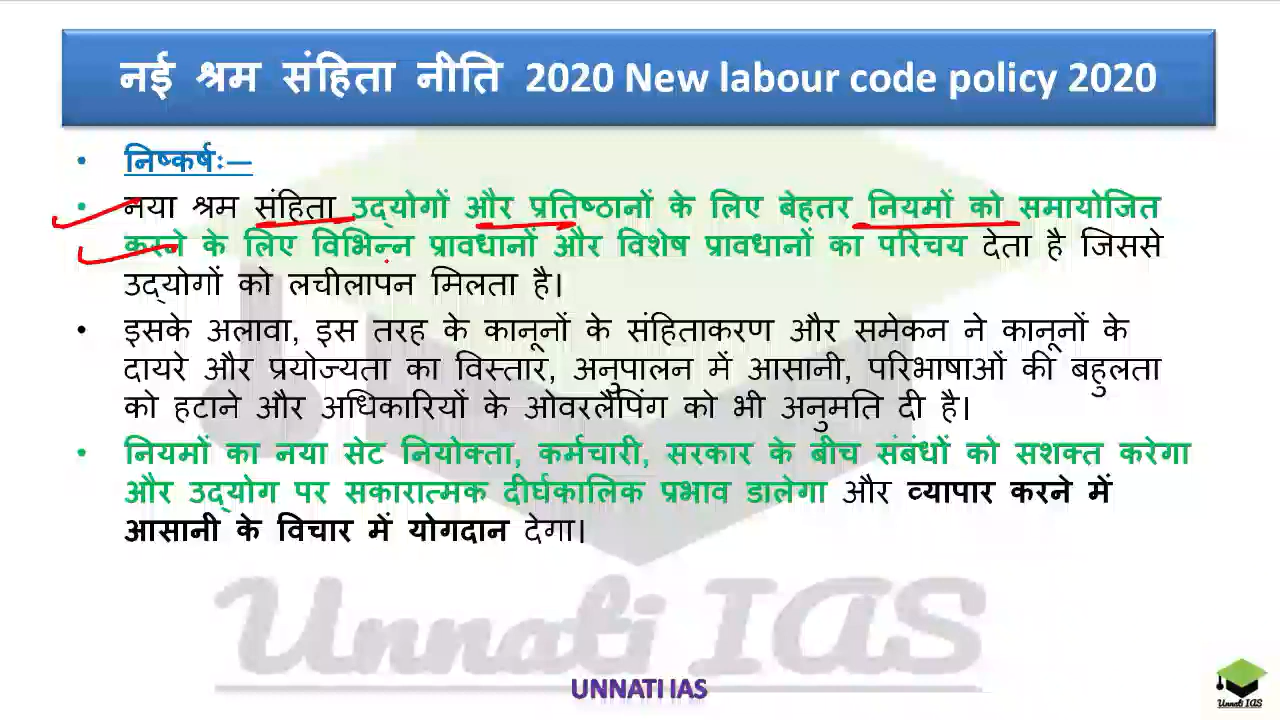 नई श्रम संहिता नीति 2020 New labour code policy 2020
• निष्कर्षः—
• नया श्रम संहिता उद्योगों और प्रतिष्ठानों के लिए बेहतर नियमों को समायोजित
करने के लिए विभिन्न प्रावधानों और विशेष प्रावधानों का परिचय देता है जिससे
उद्योगों को लचीलापन मिलता है।
• इसके अलावा, इस तरह के कानूनों के संहिताकरण और समेकन ने कानूनों के
दायरे और प्रयोज्यता का विस्तार, अनुपालन में आसानी, परिभाषाओं की बहुलता
को हटाने और अधिकारियों के ओवरलैपिंग को भी अनुमति दी है।
• नियमों का नया सेट नियोक्ता, कर्मचारी, सरकार के बीच संबंधों को सशक्त करेगा
और उद्योग पर सकारात्मक दीर्घकालिक प्रभाव डालेगा और व्यापार करने में
आसानी के विचार में योगदान देगा।
Unnati IAS
UNNATI IAS
Unnati IAS